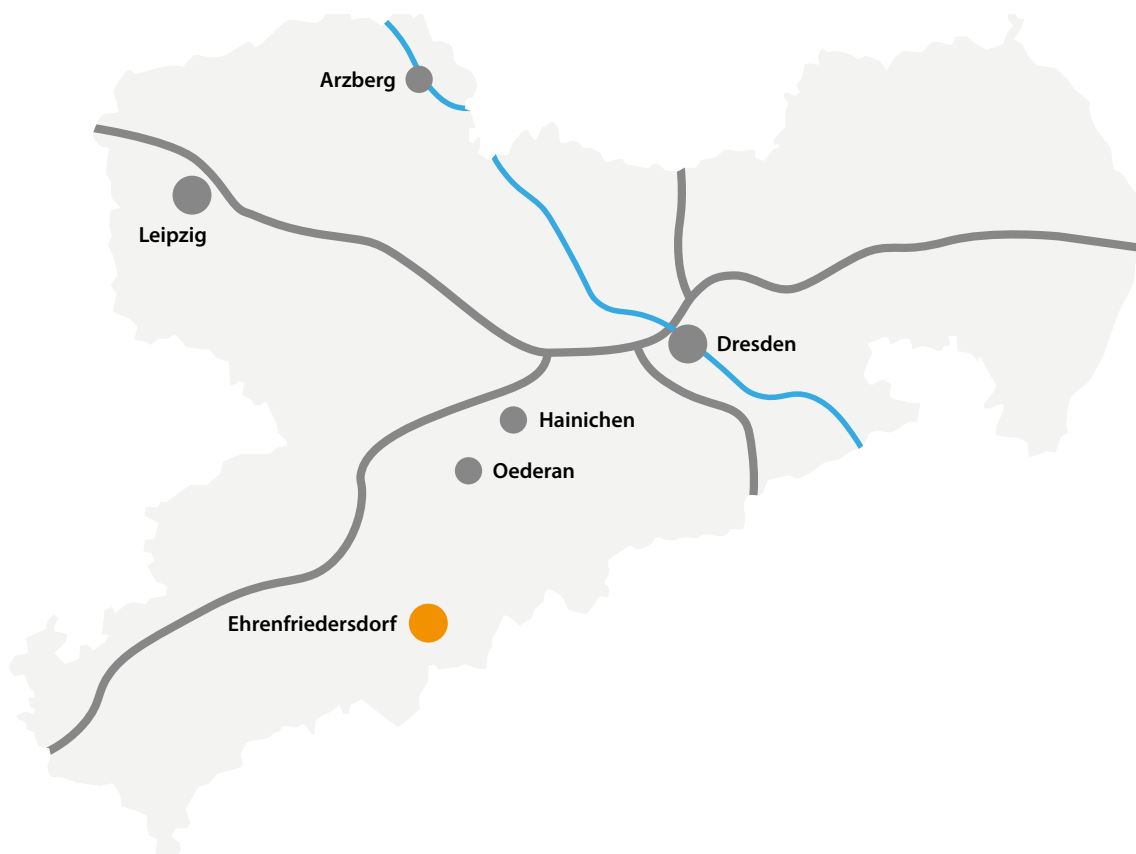 Arzberg
Leipzig
Dresden
Hainichen
Oederan
Ehrenfriedersdorf